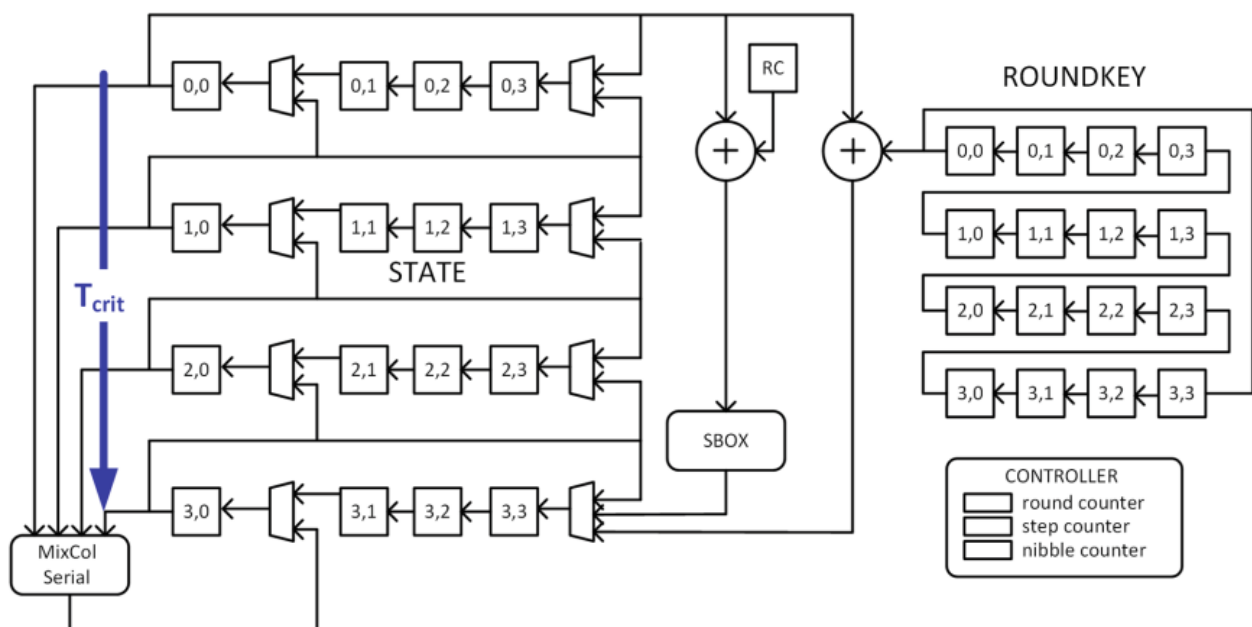 RC
ROUNDKEY
0,0 0,1 0,2 0,3
+ +
0,0 0,1 0,2 0,3
1,0 1,1 1,2 1,3
STATE
1,0 1,1 1,2 1,3
Tcrit
2,0 2,1 2,2 2,3
2,0 2,1 2,2 2,3
3,0 3,1 3,2 3,3
SBOX
3,0 3,1 3,2 3,3
CONTROLLER
round counter
step counter
nibble counter
MixCol
Serial